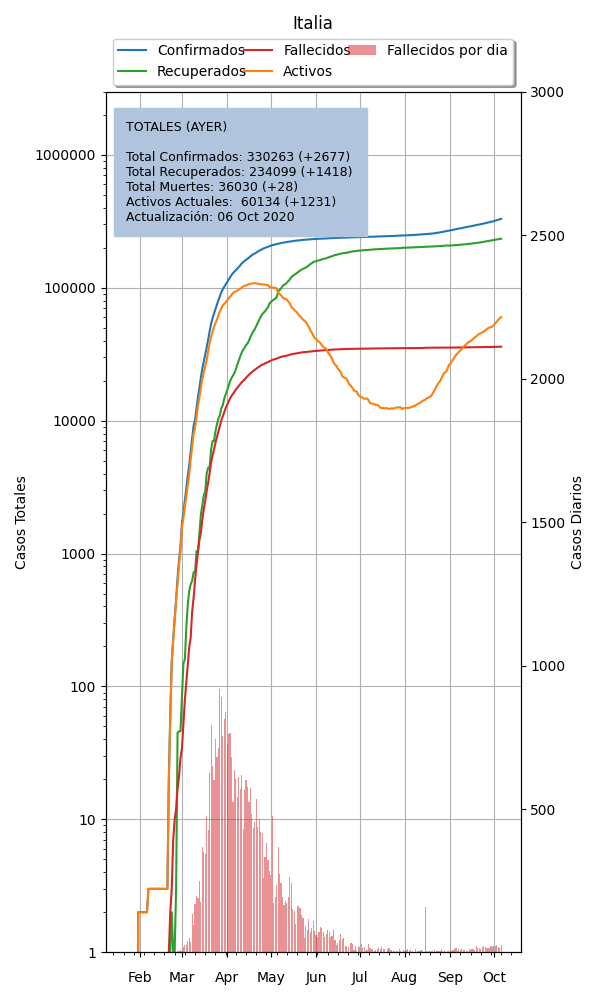 Italia
Confirmados Fallecidos Fallecidos por dia
Recuperados Activos
TOTALES (AYER)
Total Confirmados: 330263 (+2677)
Total Recuperados: 234099 (+1418)
Total Muertes: 36030 (+28)
Activos Actuales:  60134 (+1231)
Actualización: 06 Oct 2020
Casos Totales
1000000
100000
10000
1000
100
10
1
3000
2500
2000
1500
1000
500
Casos Diarios
Feb Mar Apr May Jun Jul Aug Sep Oct